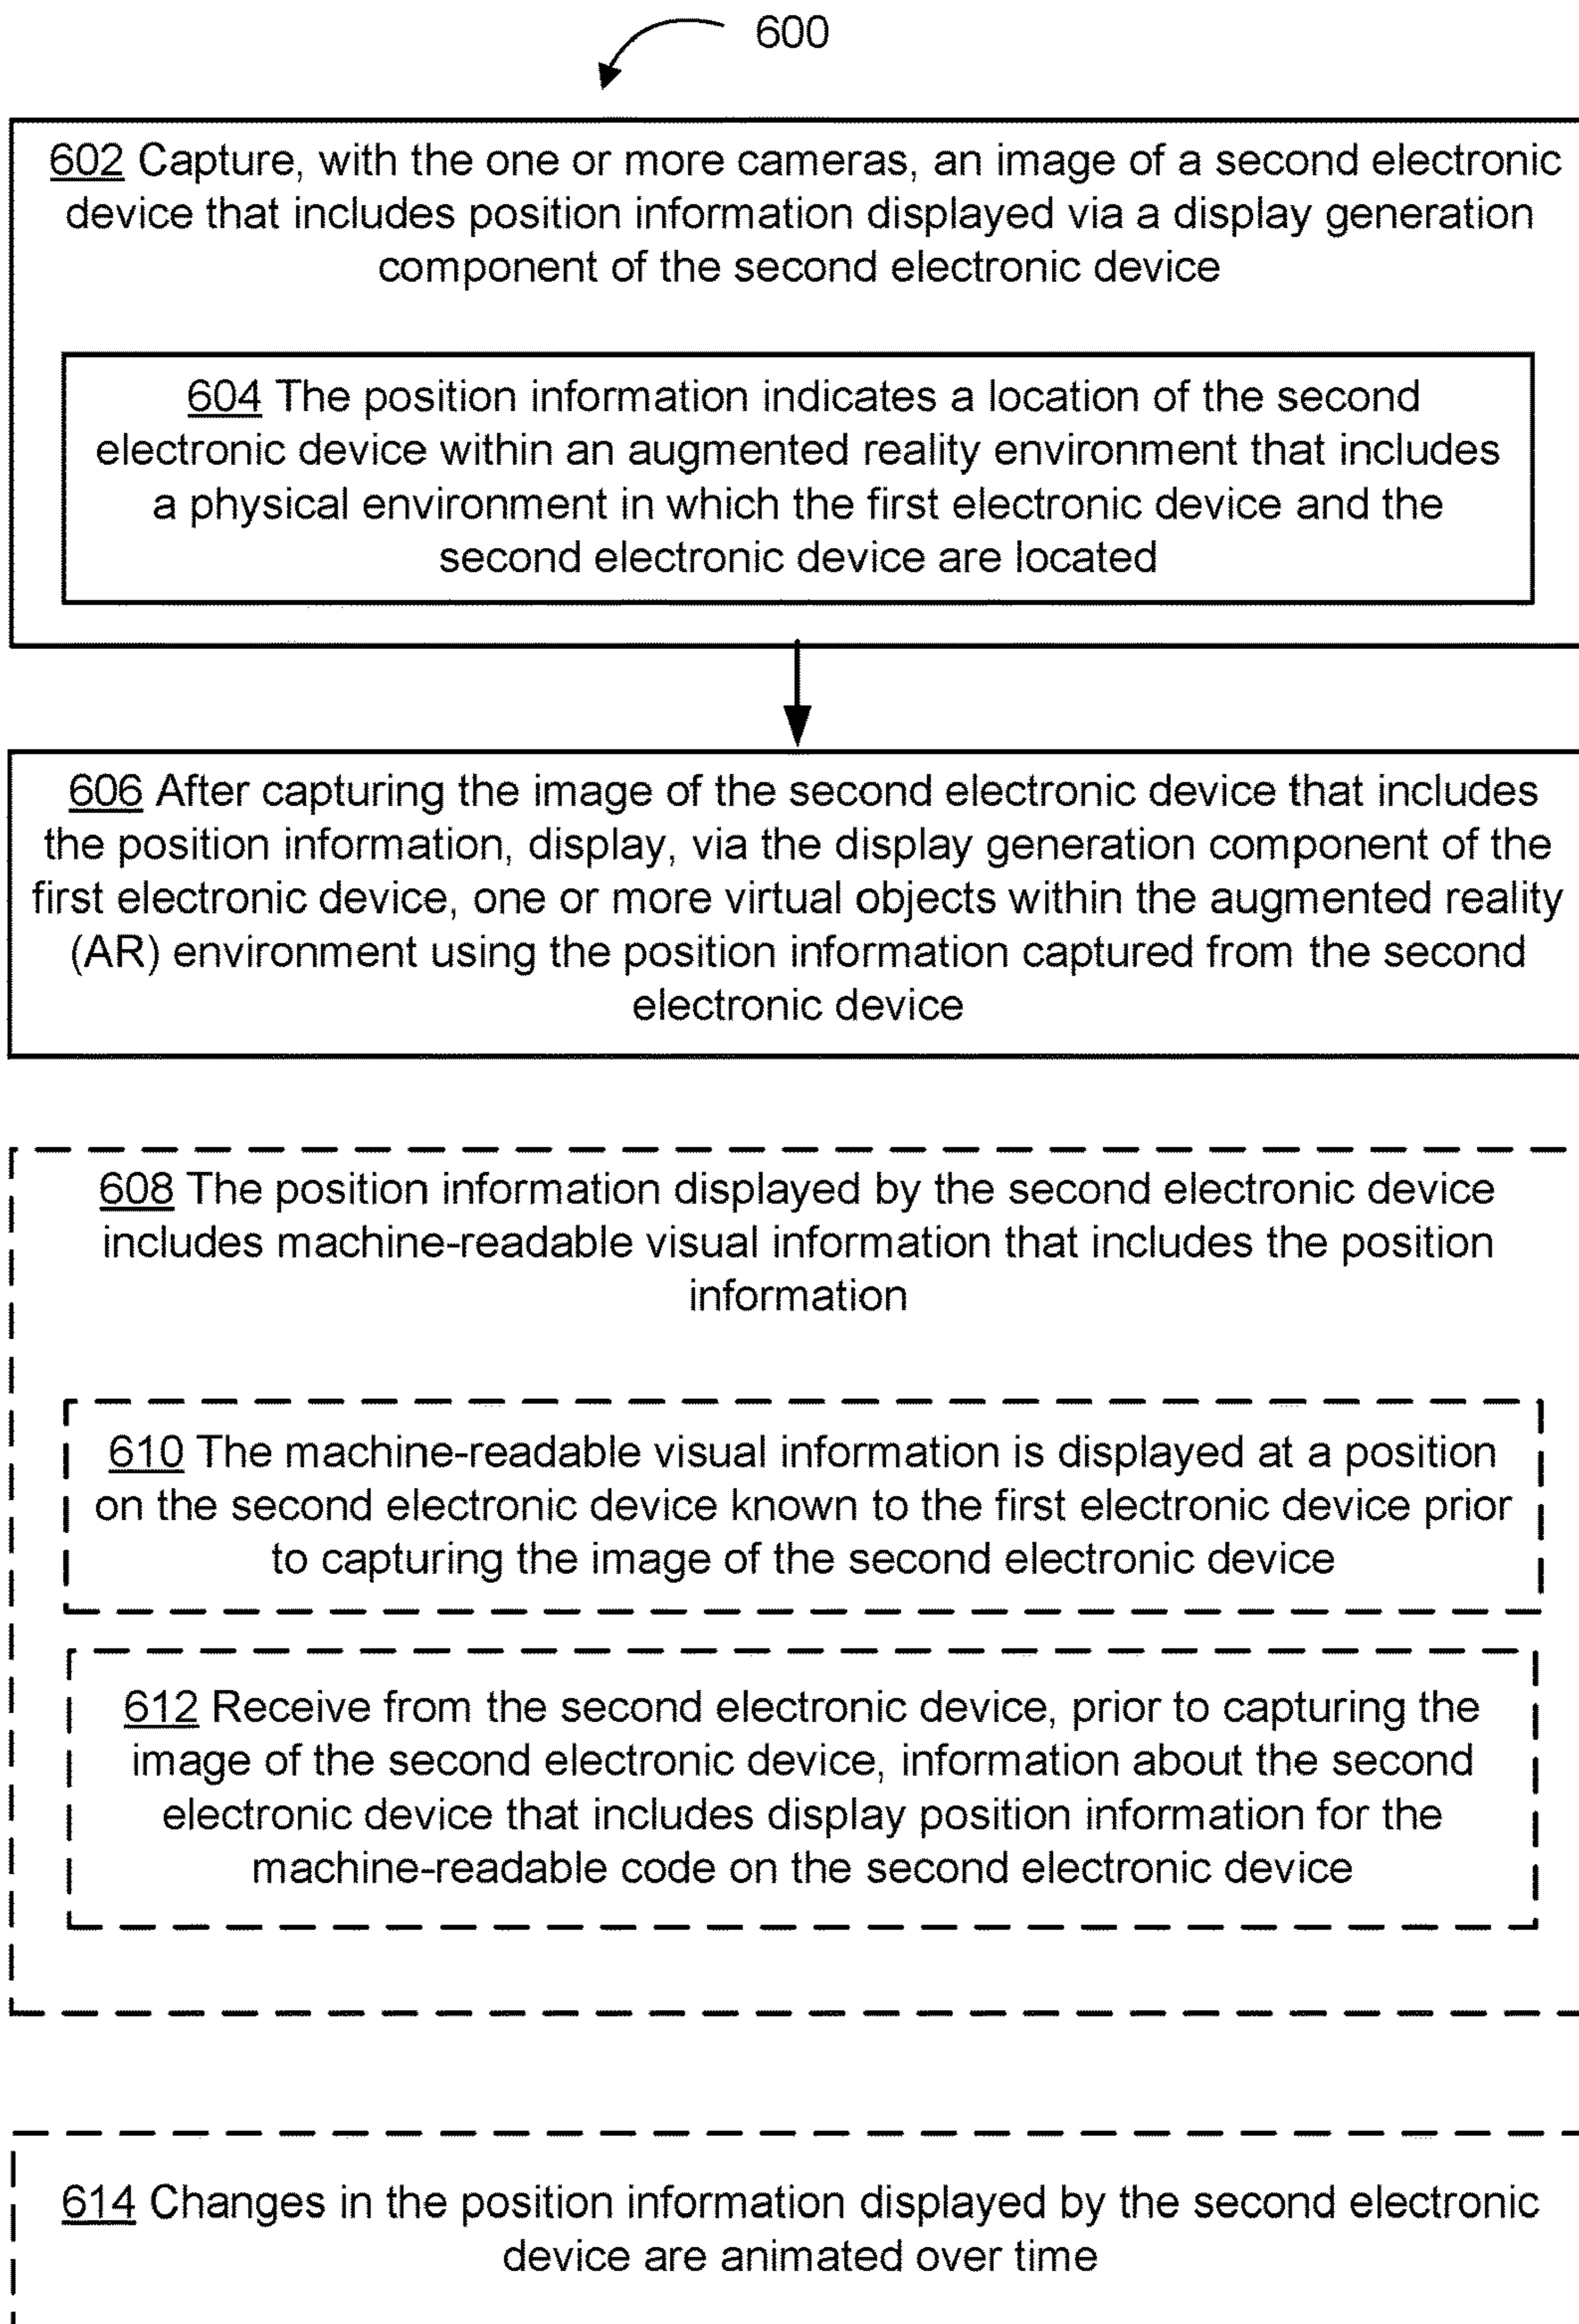 600
602 Capture, with the one or more cameras, an image of a second electronic
device that includes position information displayed via a display generation
component of the second electronic device
604 The position information indicates a location of the second
electronic device within an augmented reality environment that includes
a physical environment in which the first electronic device and the
second electronic device are located
606 After capturing the image of the second electronic device that includes
the position information, display, via the display generation component of the
first electronic device, one or more virtual objects within the augmented reality
(AR) environment using the position information captured from the second
electronic device
608 The position information displayed by the second electronic device
includes machine-readable visual information that includes the position
information
610 The machine-readable visual information is displayed at a position
on the second electronic device known to the first electronic device prior
to capturing the image of the second electronic device
612 Receive from the second electronic device, prior to capturing the
image of the second electronic device, information about the second
electronic device that includes display position information for the
machine-readable code on the second electronic device
614 Changes in the position information displayed by the second electronic
device are animated over time